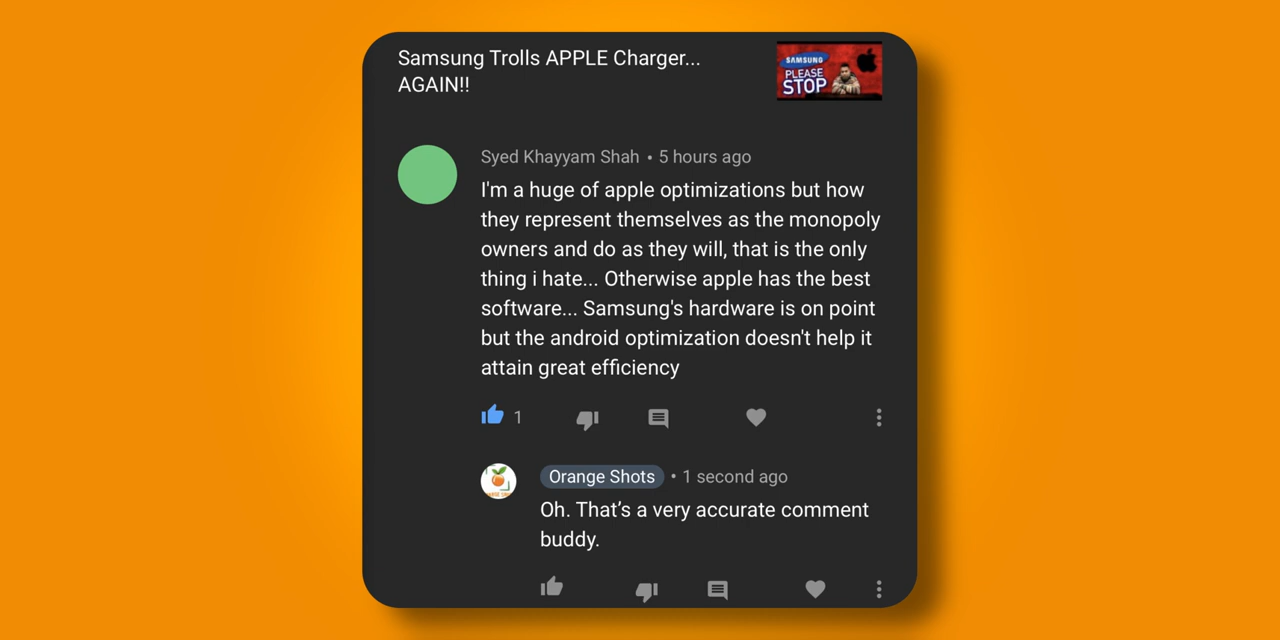 Samsung Trolls APPLE Charger...
AGAIN!!
SAMSUNG
PLEASE
STOP
Syed Khayyam Shah • 5 hours ago
I'm a huge of apple optimizations but how
they represent themselves as the monopoly
owners and do as they will, that is the only
thing i hate... Otherwise apple has the best
software... Samsung's hardware is on point
but the android optimization doesn't help it
attain great efficiency
1
Orange Shots • 1 second ago
Oh. That’s a very accurate comment
buddy.